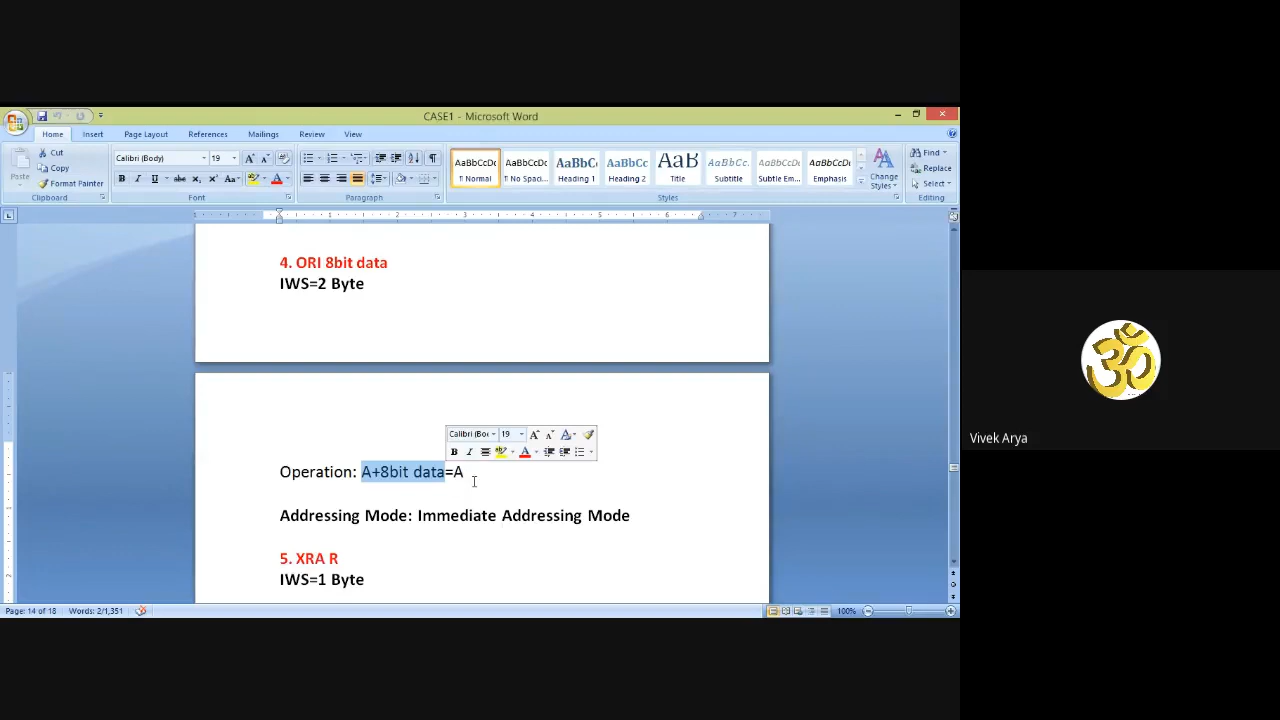 CASE1 - Microsoft Word
Home Insert Page Layout References Mailings Review View
Paste
Cut
Copy
Format Painter
Clipboard
Calibri (Body) 19
Font
Paragraph
AaBbCcDc AaBbCcDc AaBbC AaBbCc AaB AaBbCc. AaBbCcDc AaBbCcDc
¶ Normal ¶ No Spaci... Heading 1 Heading 2 Title Subtitle Subtle Em... Emphasis
Change Styles
Styles
Find
Replace
Select
Editing
4. ORI 8bit data
IWS=2 Byte
Calibri (Boc 19
Operation: A+8bit data=A
Addressing Mode: Immediate Addressing Mode
5. XRA R
IWS=1 Byte
Page: 14 of 18 Words: 2/1,351 100%
Vivek Arya